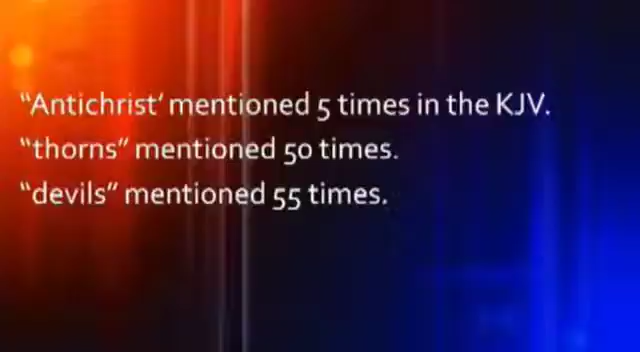 “Antichrist’ mentioned 5 times in the KJV.
“thorns” mentioned 50 times.
“devils” mentioned 55 times.